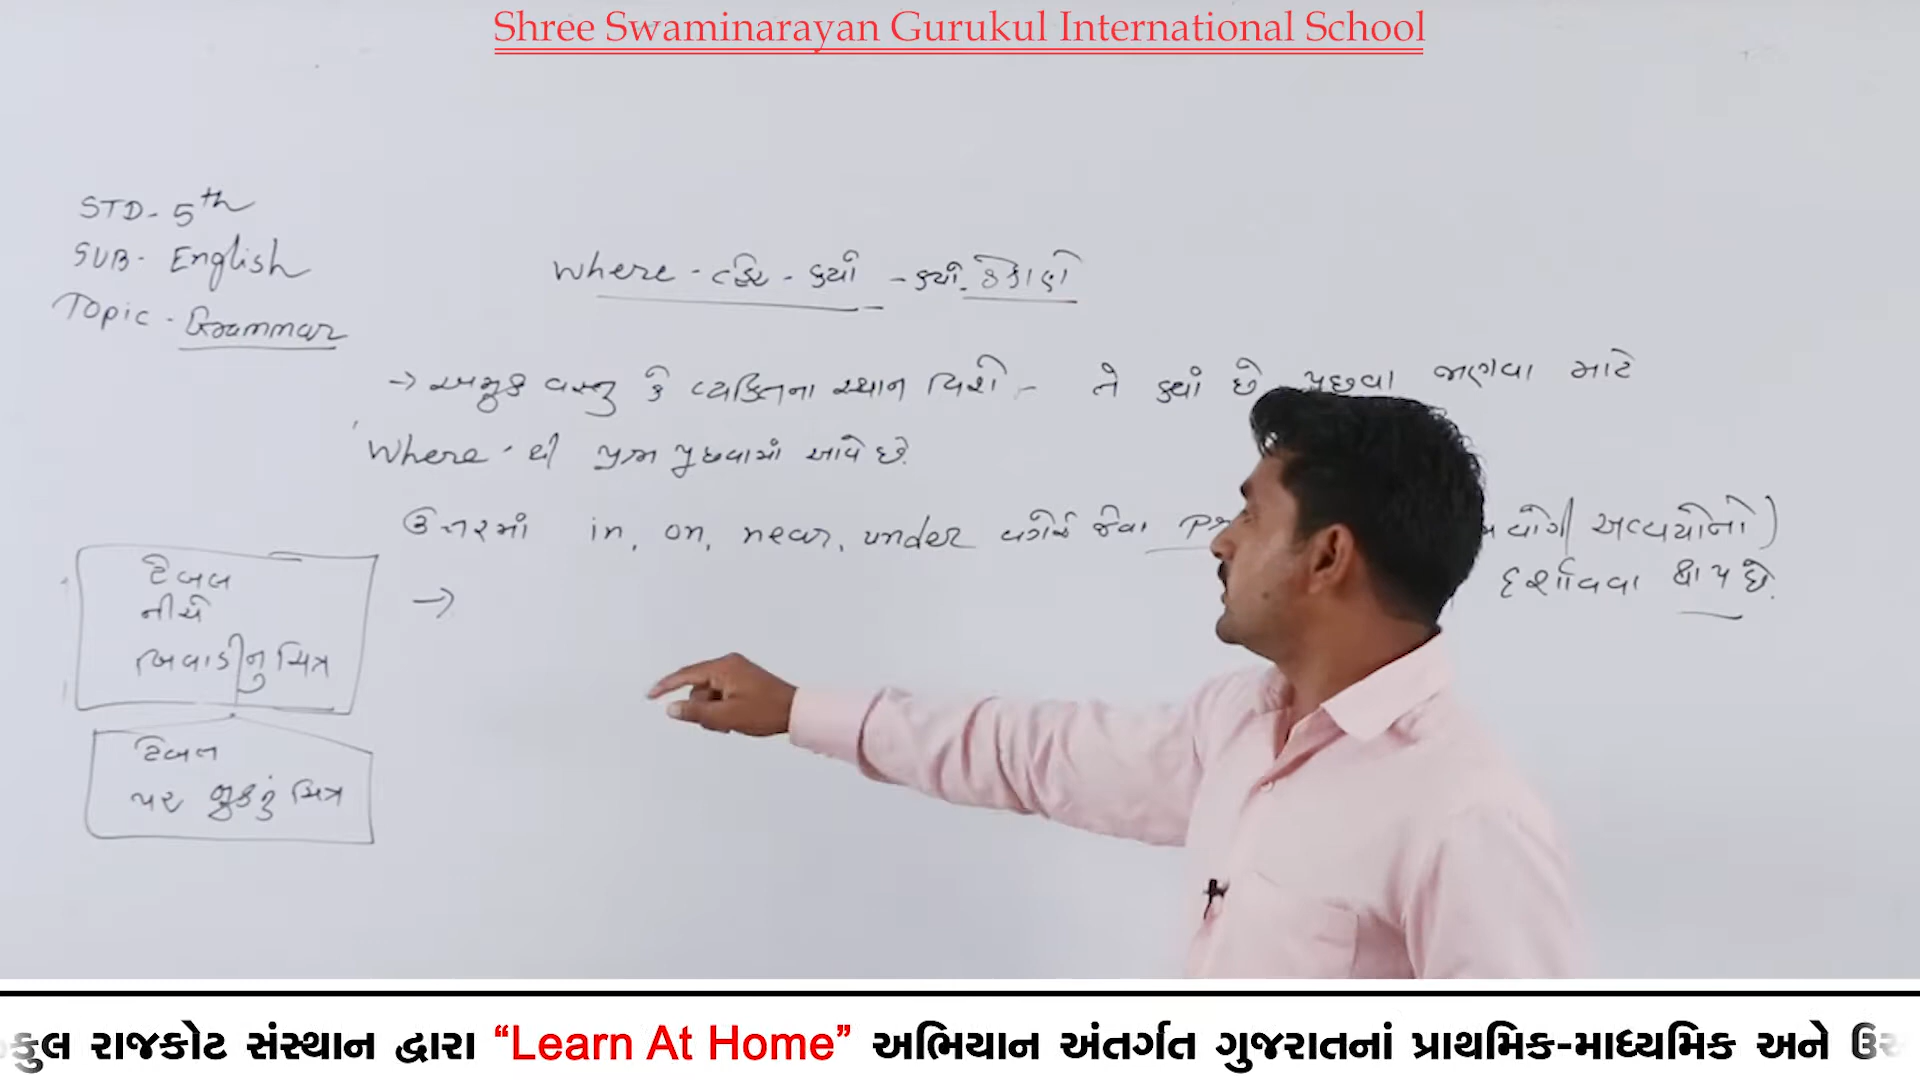 Shree Swaminarayan Gurukul International School
STD - 5th
SUB - English
Topic - Grammar
Where - વ્હેર - ક્યાં - ક્યાં. ઠેકાણે
→ અમુક વસ્તુ કે વ્યક્તિના સ્થાન વિશે - તે ક્યાં છે પૂછવા જાણવા માટે
Where - થી પ્રશ્ન પુછવામાં આવે છે.
ઉત્તરમાં in, on, near, under વગેરે જેવા અવ્યયોનો)
દર્શાવવા થાય છે.
→
ટેબલ
નીચે
બિલાડીનું ચિત્ર
ટેબલ
પર બુકનું ચિત્ર
કુલ રાજકોટ સંસ્થાન દ્વારા “Learn At Home” અભિયાન અંતર્ગત ગુજરાતનાં પ્રાથમિક-માધ્યમિક અને